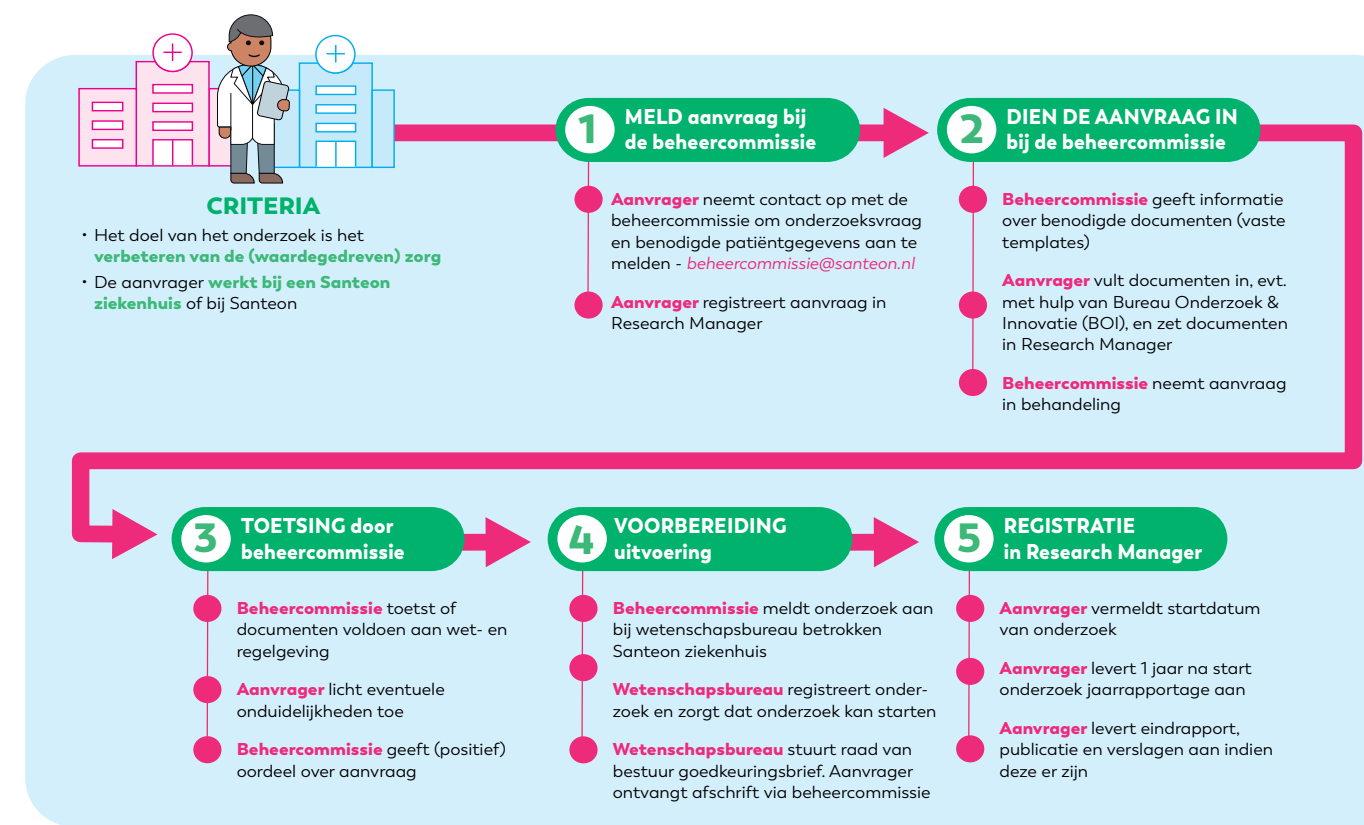 CRITERIA
• Het doel van het onderzoek is het
verbeteren van de (waardegedreven) zorg
• De aanvrager werkt bij een Santeon
ziekenhuis of bij Santeon
1
MELD aanvraag bij
de beheercommissie
Aanvrager neemt contact op met de
beheercommissie om onderzoeksvraag
en benodigde patiëntgegevens aan te
melden - beheercommissie@santeon.nl
Aanvrager registreert aanvraag in
Research Manager
2
DIEN DE AANVRAAG IN
bij de beheercommissie
Beheercommissie geeft informatie
over benodigde documenten (vaste
templates)
Aanvrager vult documenten in, evt.
met hulp van Bureau Onderzoek &
Innovatie (BOI), en zet documenten
in Research Manager
Beheercommissie neemt aanvraag
in behandeling
3
TOETSING door
beheercommissie
Beheercommissie toetst of
documenten voldoen aan wet- en
regelgeving
Aanvrager licht eventuele
onduidelijkheden toe
Beheercommissie geeft (positief)
oordeel over aanvraag
4
VOORBEREIDING
uitvoering
Beheercommissie meldt onderzoek aan
bij wetenschapsbureau betrokken
Santeon ziekenhuis
Wetenschapsbureau registreert onder-
zoek en zorgt dat onderzoek kan starten
Wetenschapsbureau stuurt raad van
bestuur goedkeuringsbrief. Aanvrager
ontvangt afschrift via beheercommissie
5
REGISTRATIE
in Research Manager
Aanvrager vermeldt startdatum
van onderzoek
Aanvrager levert 1 jaar na start
onderzoek jaarrapportage aan
Aanvrager levert eindrapport,
publicatie en verslagen aan indien
deze er zijn